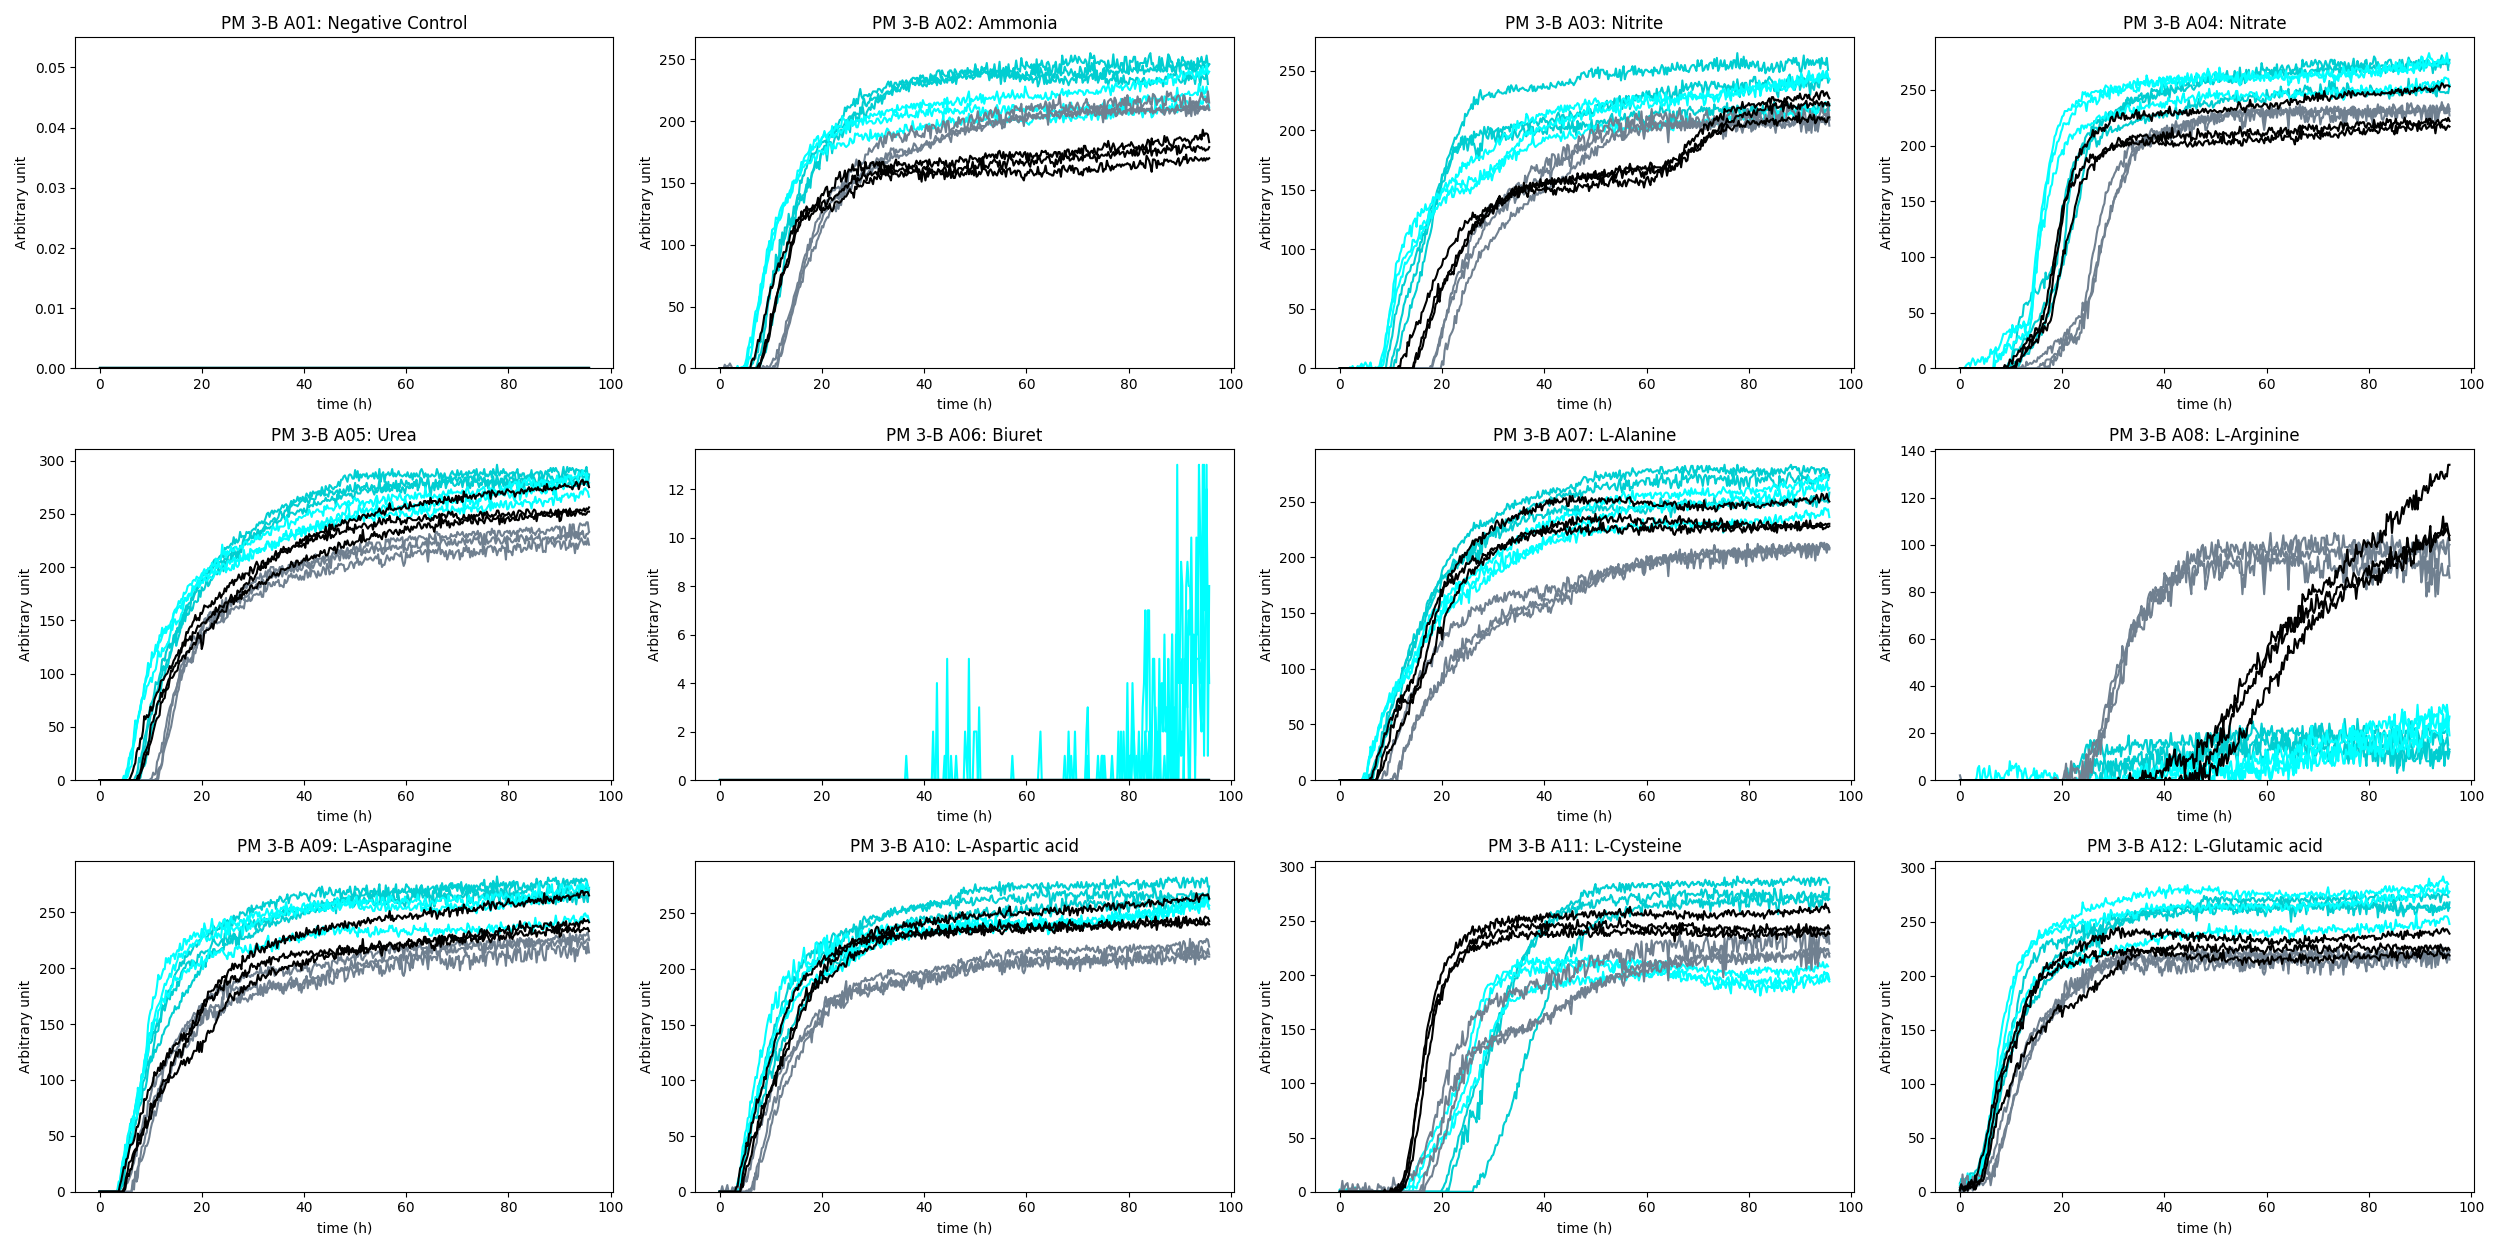 PM 3-B A01: Negative Control
PM 3-B A02: Ammonia
PM 3-B A03: Nitrite
PM 3-B A04: Nitrate
Arbitrary unit
0.05
0.04
0.03
0.02
0.01
0.00
0 20 40 60 80 100
time (h)
Arbitrary unit
250
200
150
100
50
0
0 20 40 60 80 100
time (h)
Arbitrary unit
250
200
150
100
50
0
0 20 40 60 80 100
time (h)
Arbitrary unit
250
200
150
100
50
0
0 20 40 60 80 100
time (h)
PM 3-B A05: Urea
PM 3-B A06: Biuret
PM 3-B A07: L-Alanine
PM 3-B A08: L-Arginine
Arbitrary unit
300
250
200
150
100
50
0
0 20 40 60 80 100
time (h)
Arbitrary unit
12
10
8
6
4
2
0
0 20 40 60 80 100
time (h)
Arbitrary unit
250
200
150
100
50
0
0 20 40 60 80 100
time (h)
Arbitrary unit
140
120
100
80
60
40
20
0
0 20 40 60 80 100
time (h)
PM 3-B A09: L-Asparagine
PM 3-B A10: L-Aspartic acid
PM 3-B A11: L-Cysteine
PM 3-B A12: L-Glutamic acid
Arbitrary unit
250
200
150
100
50
0
0 20 40 60 80 100
time (h)
Arbitrary unit
250
200
150
100
50
0
0 20 40 60 80 100
time (h)
Arbitrary unit
300
250
200
150
100
50
0
0 20 40 60 80 100
time (h)
Arbitrary unit
300
250
200
150
100
50
0
0 20 40 60 80 100
time (h)